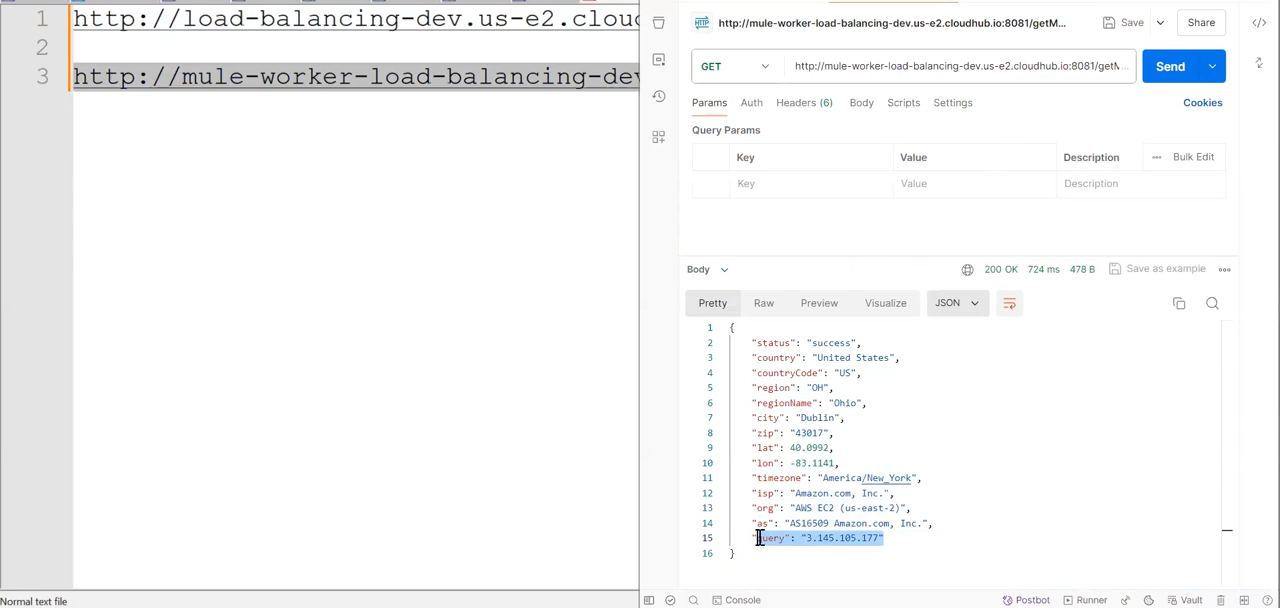 1 http://load-balancing-dev.us-e2.clou
2
3 http://mule-worker-load-balancing-de
Normal text file
HTTP http://mule-worker-load-balancing-dev.us-e2.cloudhub.io:8081/getM...
Save
Share
GET
http://mule-worker-load-balancing-dev.us-e2.cloudhub.io:8081/getM...
Send
Params Auth Headers (6) Body Scripts Settings
Cookies
Query Params
Key Value Description ••• Bulk Edit
Key Value Description
Body
200 OK 724 ms 478 B
Save as example
Pretty Raw Preview Visualize JSON
1 {
2 "status": "success",
3 "country": "United States",
4 "countryCode": "US",
5 "region": "OH",
6 "regionName": "Ohio",
7 "city": "Dublin",
8 "zip": "43017",
9 "lat": 40.0992,
10 "lon": -83.1141,
11 "timezone": "America/New_York",
12 "isp": "Amazon.com, Inc.",
13 "org": "AWS EC2 (us-east-2)",
14 "as": "AS16509 Amazon.com, Inc.",
15 "query": "3.145.105.177"
16 }
Console
Postbot Runner Vault